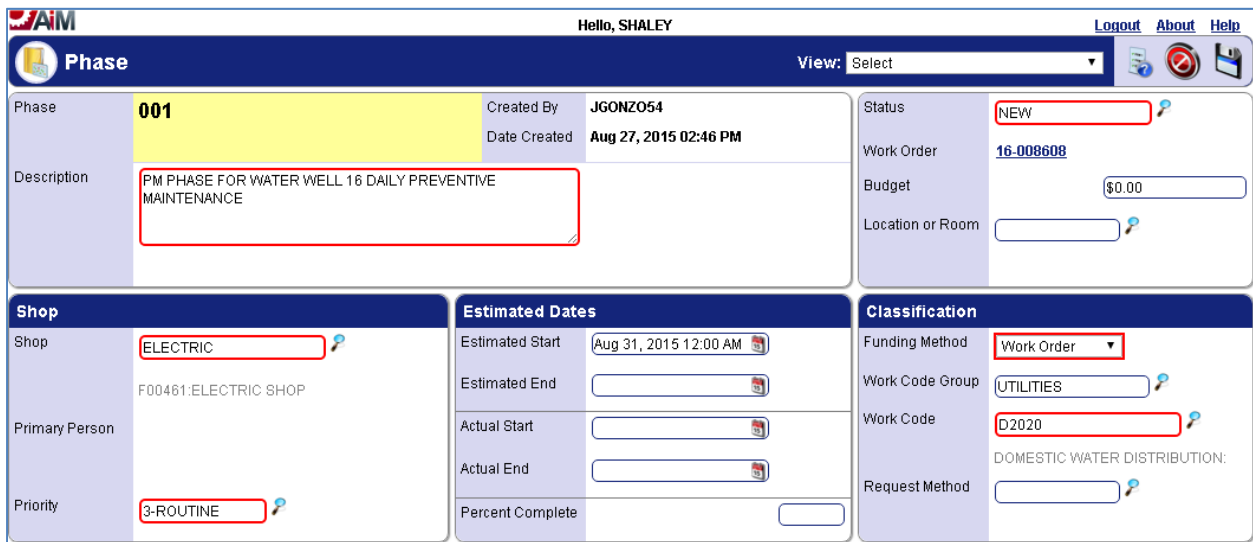 AiM
Hello, SHALEY
Logout About Help
Phase
View: Select
Phase
001
Created By JGONZO54
Date Created Aug 27, 2015 02:46 PM
Description
PM PHASE FOR WATER WELL 16 DAILY PREVENTIVE
MAINTENANCE
Status NEW
Work Order 16-008608
Budget $0.00
Location or Room
Shop
Shop ELECTRIC
F00461:ELECTRIC SHOP
Primary Person
Priority 3-ROUTINE
Estimated Dates
Estimated Start Aug 31, 2015 12:00 AM
Estimated End
Actual Start
Actual End
Percent Complete
Classification
Funding Method Work Order
Work Code Group UTILITIES
Work Code D2020
DOMESTIC WATER DISTRIBUTION:
Request Method